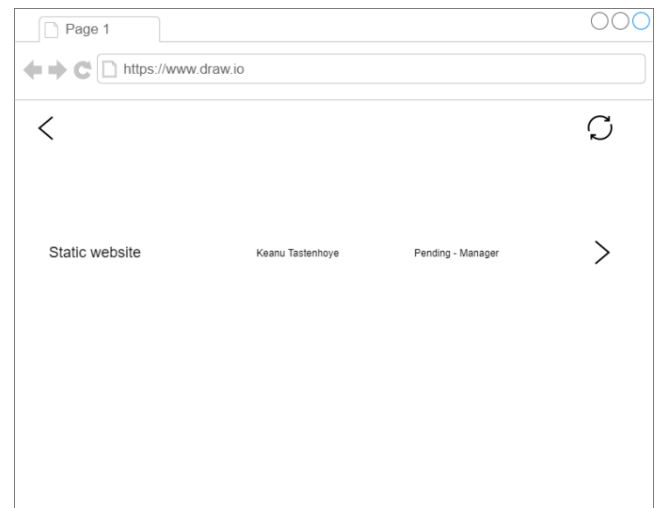 Page 1
https://www.draw.io
Static website
Keanu Tastenhoye
Pending - Manager